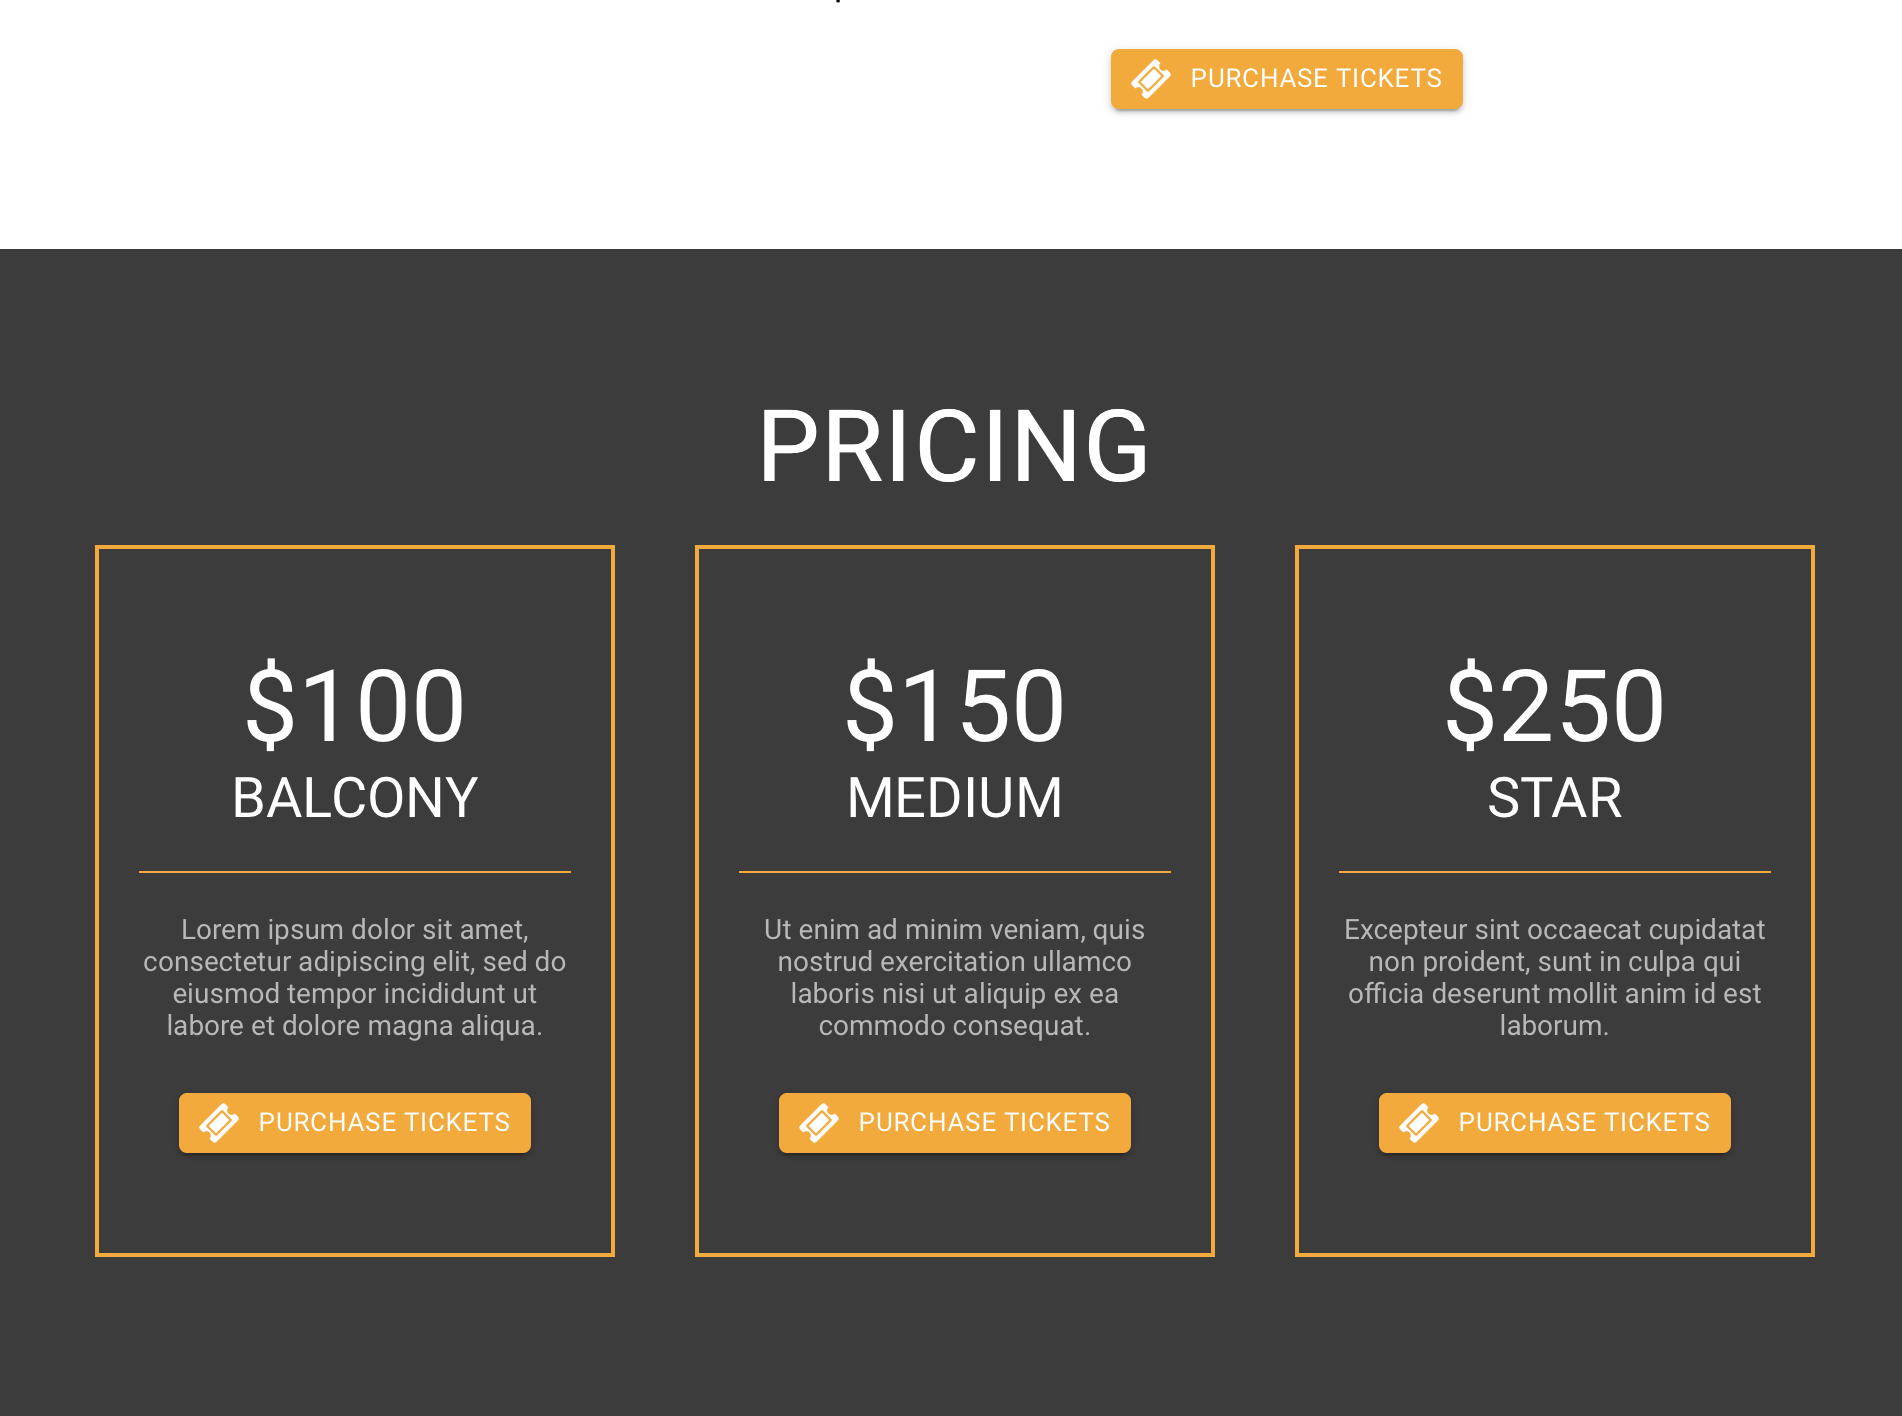 PURCHASE TICKETS
PRICING
$100
BALCONY
Lorem ipsum dolor sit amet,
consectetur adipiscing elit, sed do
eiusmod tempor incididunt ut
labore et dolore magna aliqua.
PURCHASE TICKETS
$150
MEDIUM
Ut enim ad minim veniam, quis
nostrud exercitation ullamco
laboris nisi ut aliquip ex ea
commodo consequat.
PURCHASE TICKETS
$250
STAR
Excepteur sint occaecat cupidatat
non proident, sunt in culpa qui
officia deserunt mollit anim id est
laborum.
PURCHASE TICKETS